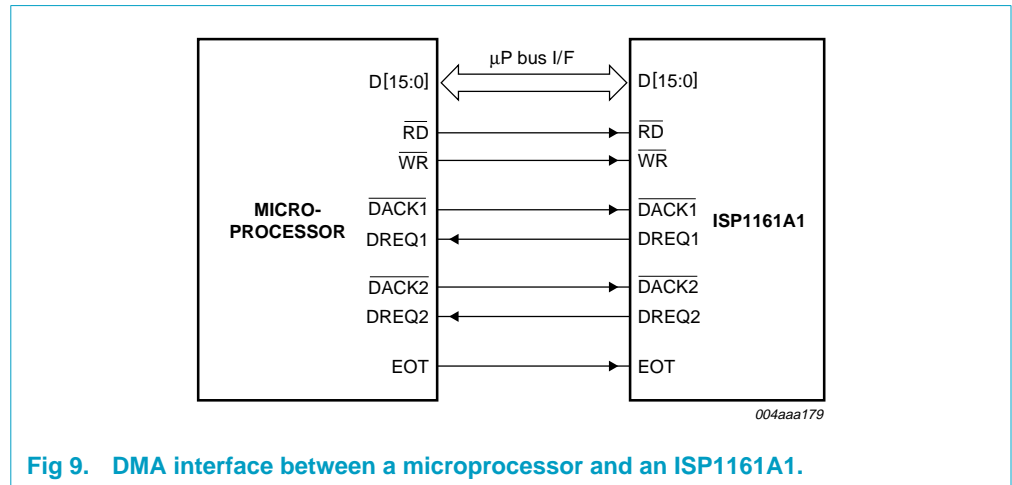 µP bus I/F
D[15:0] D[15:0]
RD RD
WR WR
MICRO-
PROCESSOR
DACK1 DACK1
ISP1161A1
DREQ1 DREQ1
DACK2 DACK2
DREQ2 DREQ2
EOT EOT
004aaa179
Fig 9. DMA interface between a microprocessor and an ISP1161A1.